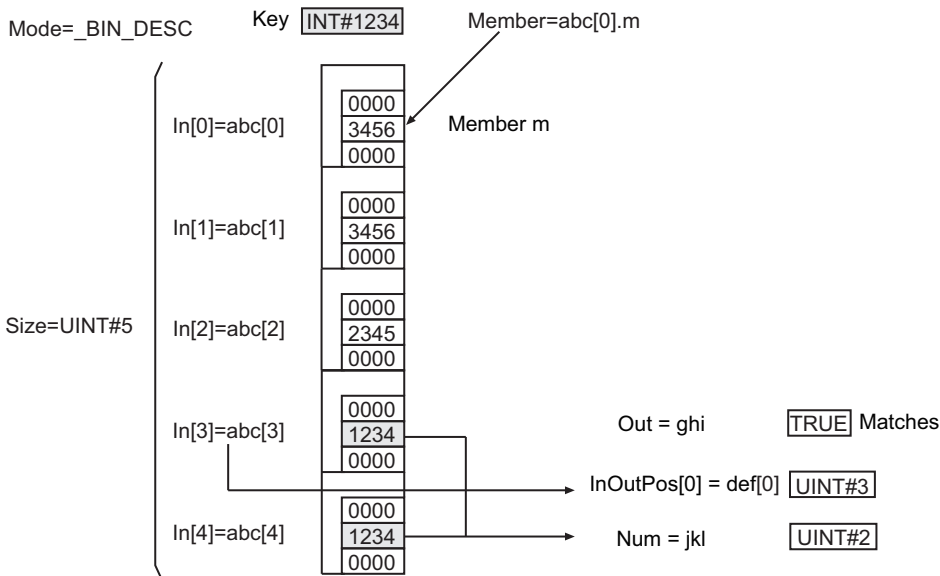 Mode=_BIN_DESC
Key INT#1234
Member=abc[0].m
In[0]=abc[0]
0000
3456
0000
Member m
In[1]=abc[1]
0000
3456
0000
Size=UINT#5
In[2]=abc[2]
0000
2345
0000
In[3]=abc[3]
0000
1234
0000
Out = ghi TRUE Matches
InOutPos[0] = def[0] UINT#3
In[4]=abc[4]
0000
1234
0000
Num = jkl UINT#2